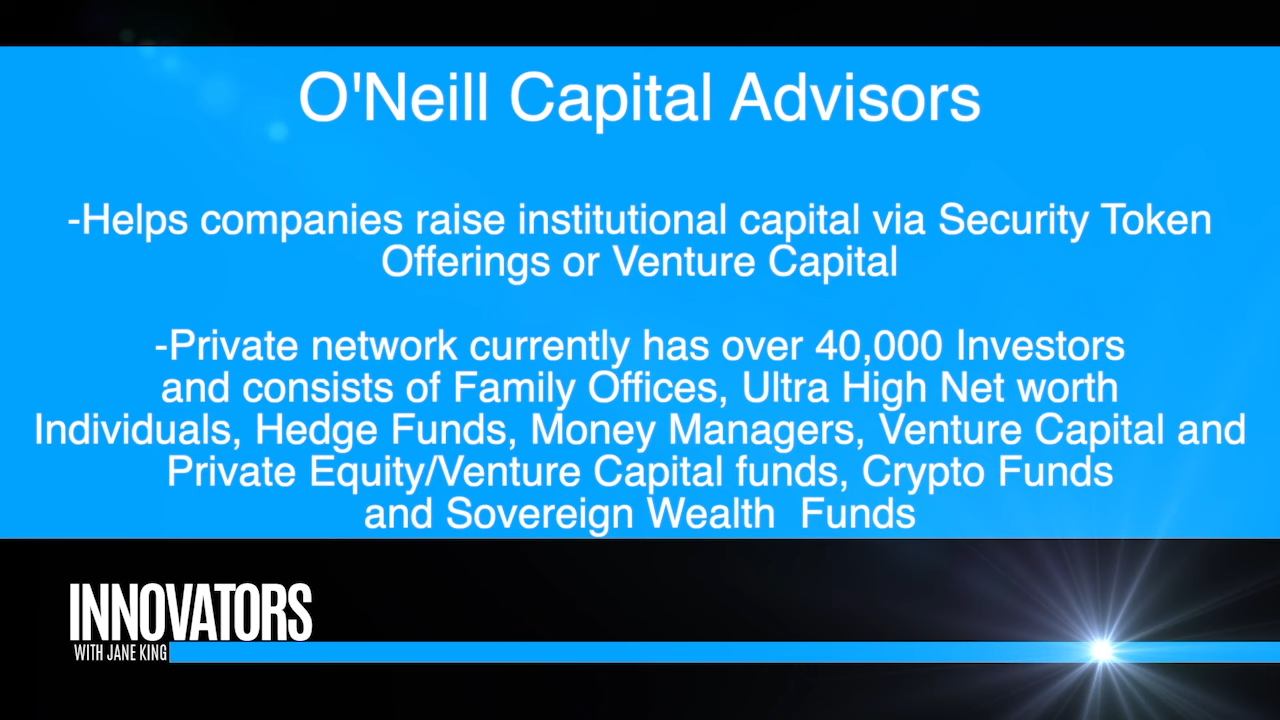 O'Neill Capital Advisors
-Helps companies raise institutional capital via Security Token
Offerings or Venture Capital
-Private network currently has over 40,000 Investors
and consists of Family Offices, Ultra High Net worth
Individuals, Hedge Funds, Money Managers, Venture Capital and
Private Equity/Venture Capital funds, Crypto Funds
and Sovereign Wealth  Funds
INNOVATORS
WITH JANE KING